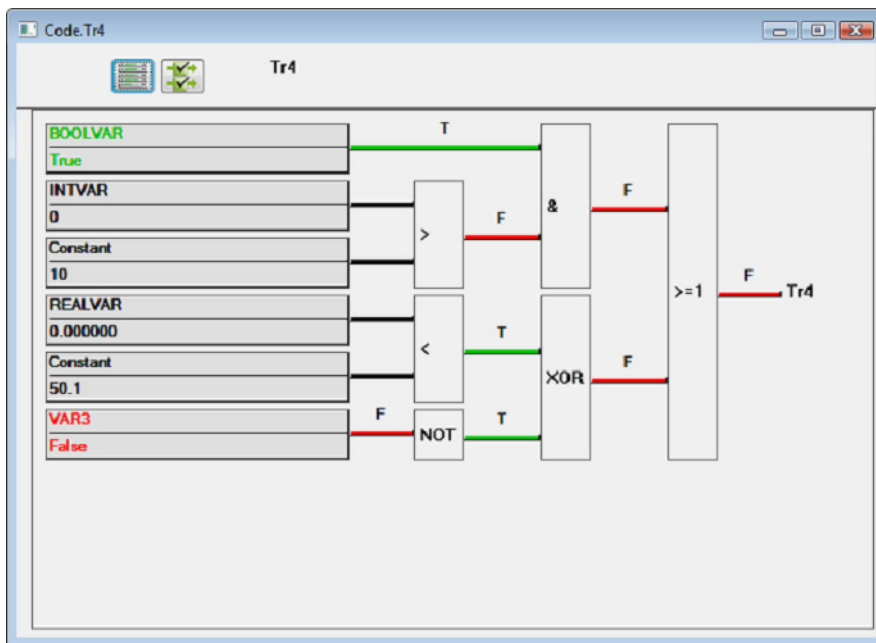 Code.Tr4
Tr4
BOOLVAR
True
T
INTVAR
0
>
F
&
F
Constant
10
>=1
F
Tr4
REALVAR
0.000000
<
T
XOR
F
Constant
50.1
VAR3
False
F
NOT
T